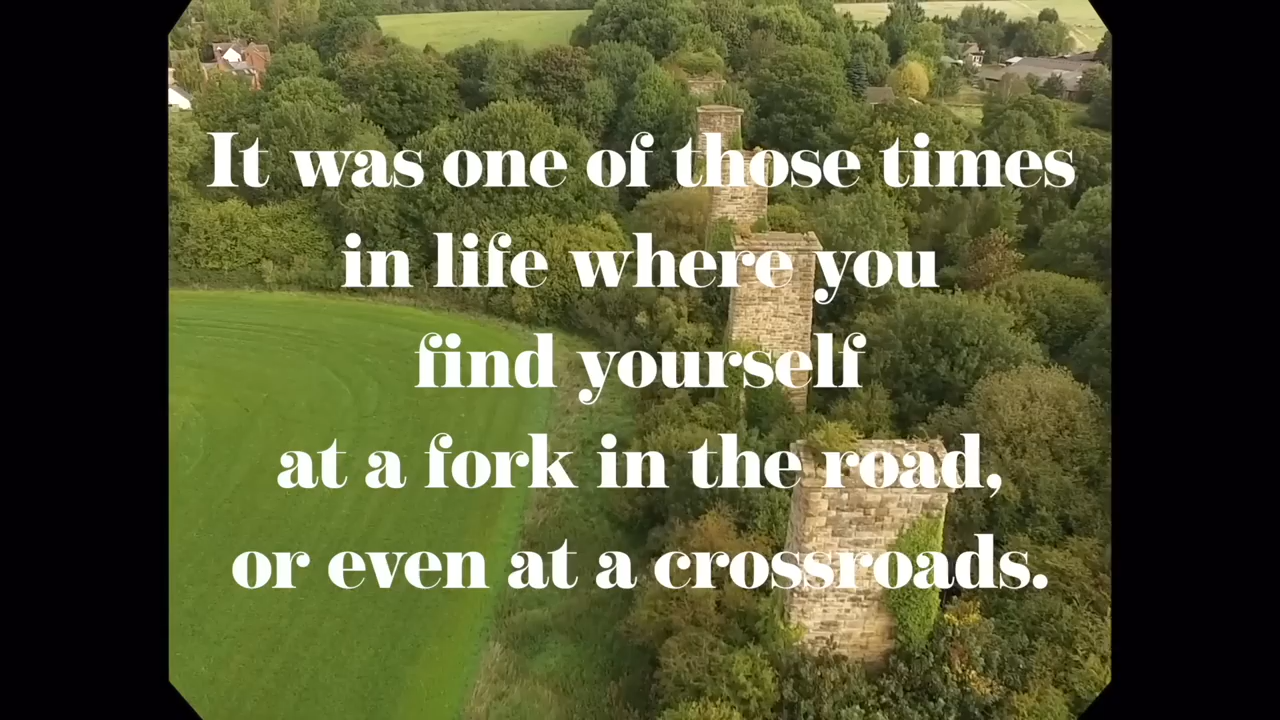 It was one of those times
in life where you
find yourself
at a fork in the road,
or even at a crossroads.